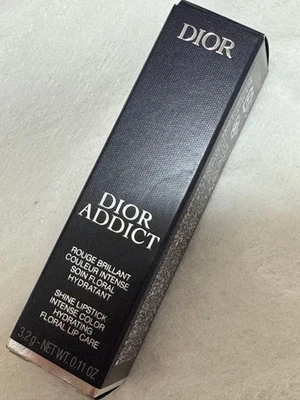 DIOR
DIOR
ADDICT
ROUGE BRILLANT
COULEUR INTENSE
SOIN FLORAL
HYDRATANT
SHINE LIPSTICK
INTENSE COLOR
HYDRATING
FLORAL LIP CARE
3,2 g - NET WT. 0.11 OZ